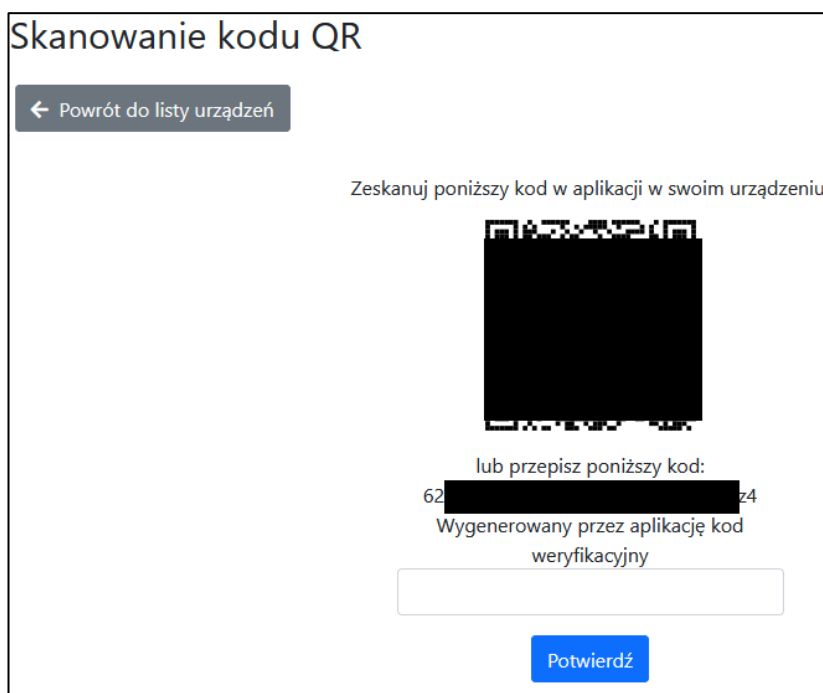 Skanowanie kodu QR
Powrót do listy urządzeń
Zeskanuj poniższy kod w aplikacji w swoim urządzeniu
lub przepisz poniższy kod:
62 z4
Wygenerowany przez aplikację kod
weryfikacyjny
Potwierdź